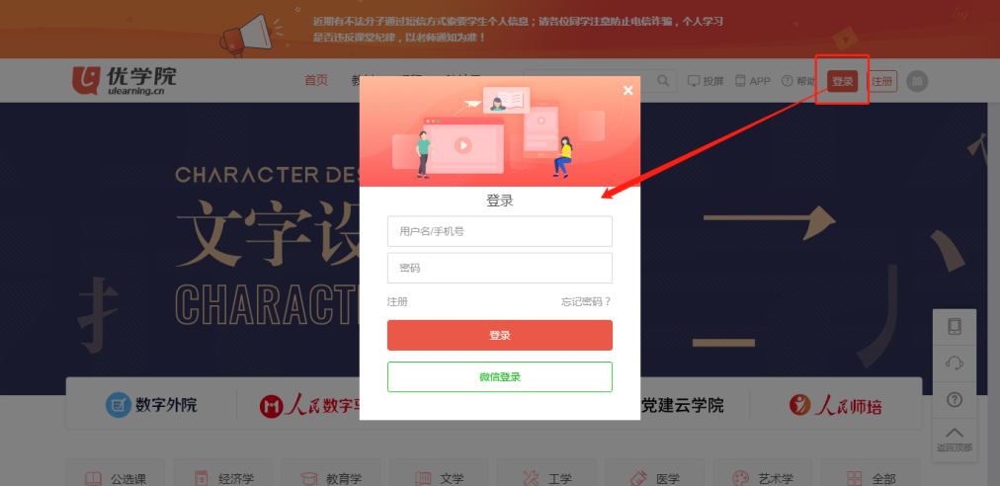 近期有不法分子通过短信方式索要学生个人信息；请各位同学注意防止电信诈骗，个人学习
是否违反课堂纪律，以老师通知为准！
优学院
ulearning.cn
首页
投屏
APP
帮助
登录
注册
简
CHARACTER DES
文字设
CHARACT
登录
用户名/手机号
密码
注册
忘记密码？
登录
微信登录
返回顶部
数字外院
人民数字
党建云学院
人民师培
公选课
经济学
教育学
文学
工学
医学
艺术学
全部